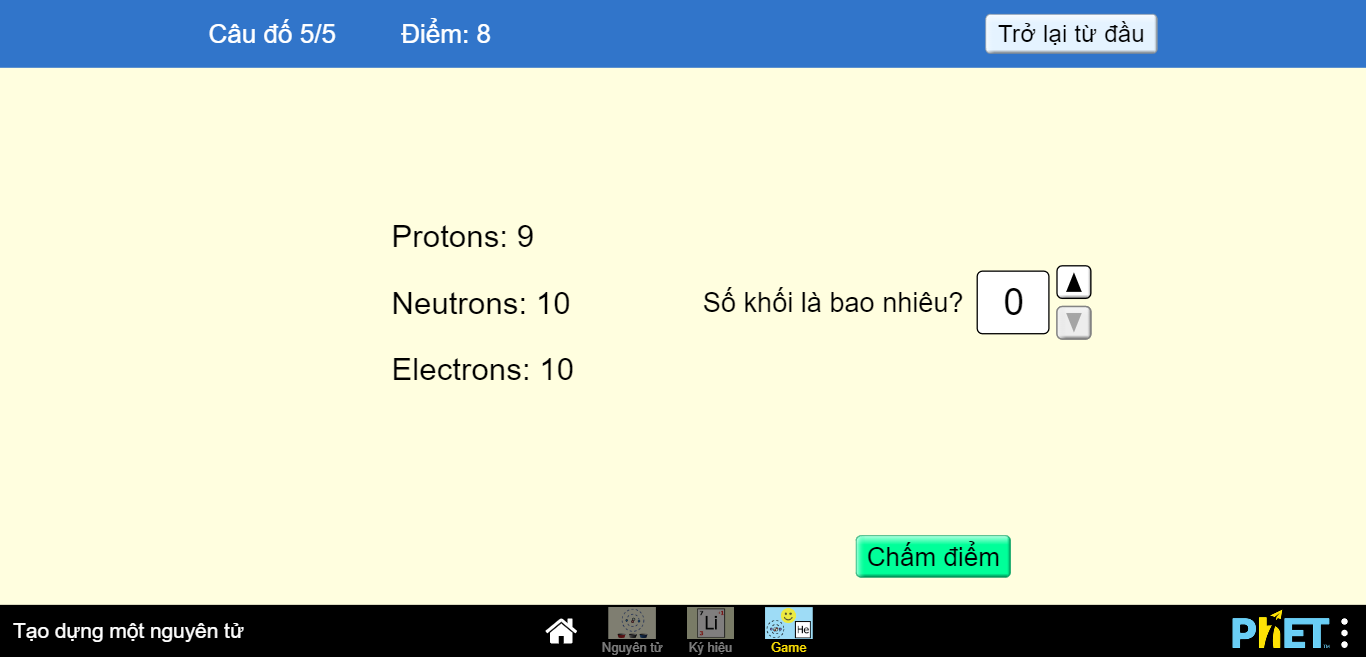 Câu đố 5/5 Điểm: 8 Trở lại từ đầu
Protons: 9
Neutrons: 10
Số khối là bao nhiêu? 0
Electrons: 10
Chấm điểm
Tạo dựng một nguyên tử
Nguyên tử
Li
Ký hiệu
He
Game
PhET